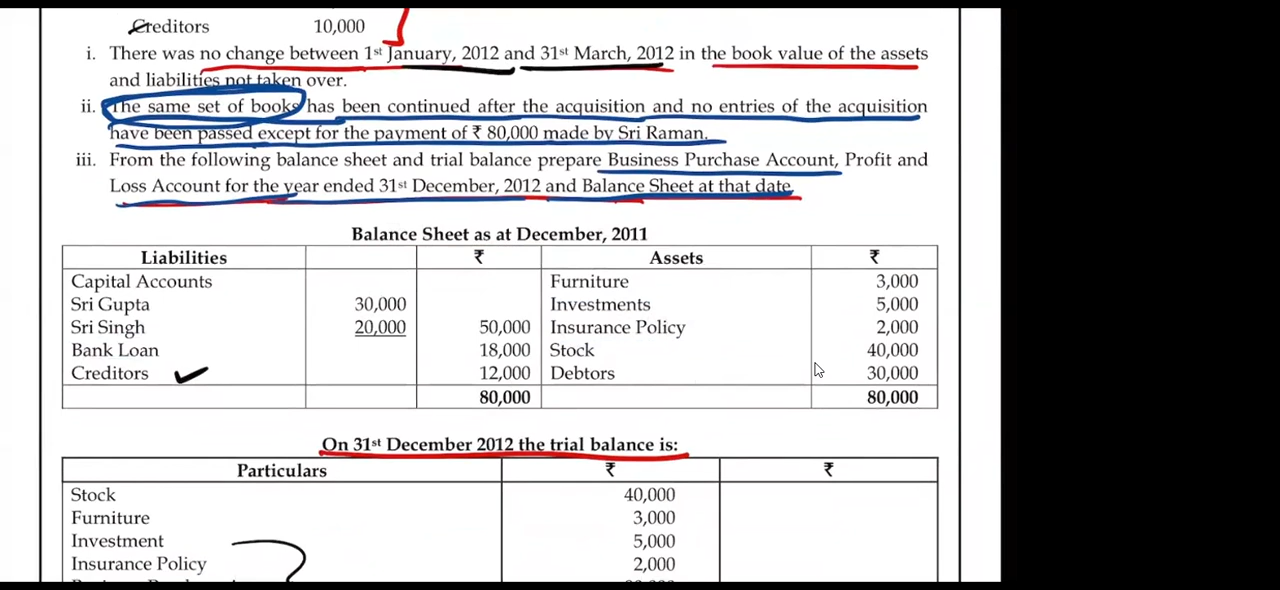 Creditors 10,000
i. There was no change between 1st January, 2012 and 31st March, 2012 in the book value of the assets
and liabilities not taken over.
ii. The same set of books has been continued after the acquisition and no entries of the acquisition
have been passed except for the payment of ₹ 80,000 made by Sri Raman.
iii. From the following balance sheet and trial balance prepare Business Purchase Account, Profit and
Loss Account for the year ended 31st December, 2012 and Balance Sheet at that date.
Balance Sheet as at December, 2011
Liabilities ₹ Assets ₹
Capital Accounts Furniture 3,000
Sri Gupta 30,000 Investments 5,000
Sri Singh 20,000 50,000 Insurance Policy 2,000
Bank Loan 18,000 Stock 40,000
Creditors 12,000 Debtors 30,000
80,000 80,000
On 31st December 2012 the trial balance is:
Particulars ₹ ₹
Stock 40,000
Furniture 3,000
Investment 5,000
Insurance Policy 2,000